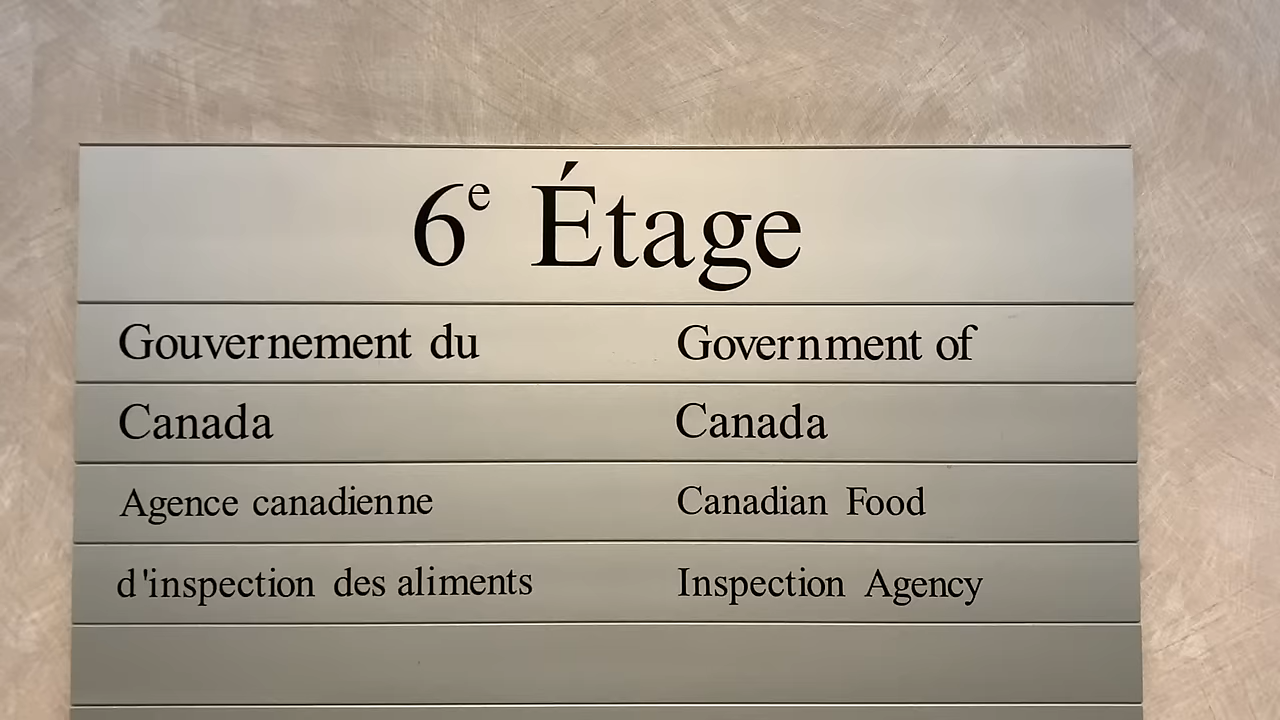 6e Étage
Gouvernement du Government of
Canada Canada
Agence canadienne Canadian Food
d'inspection des aliments Inspection Agency